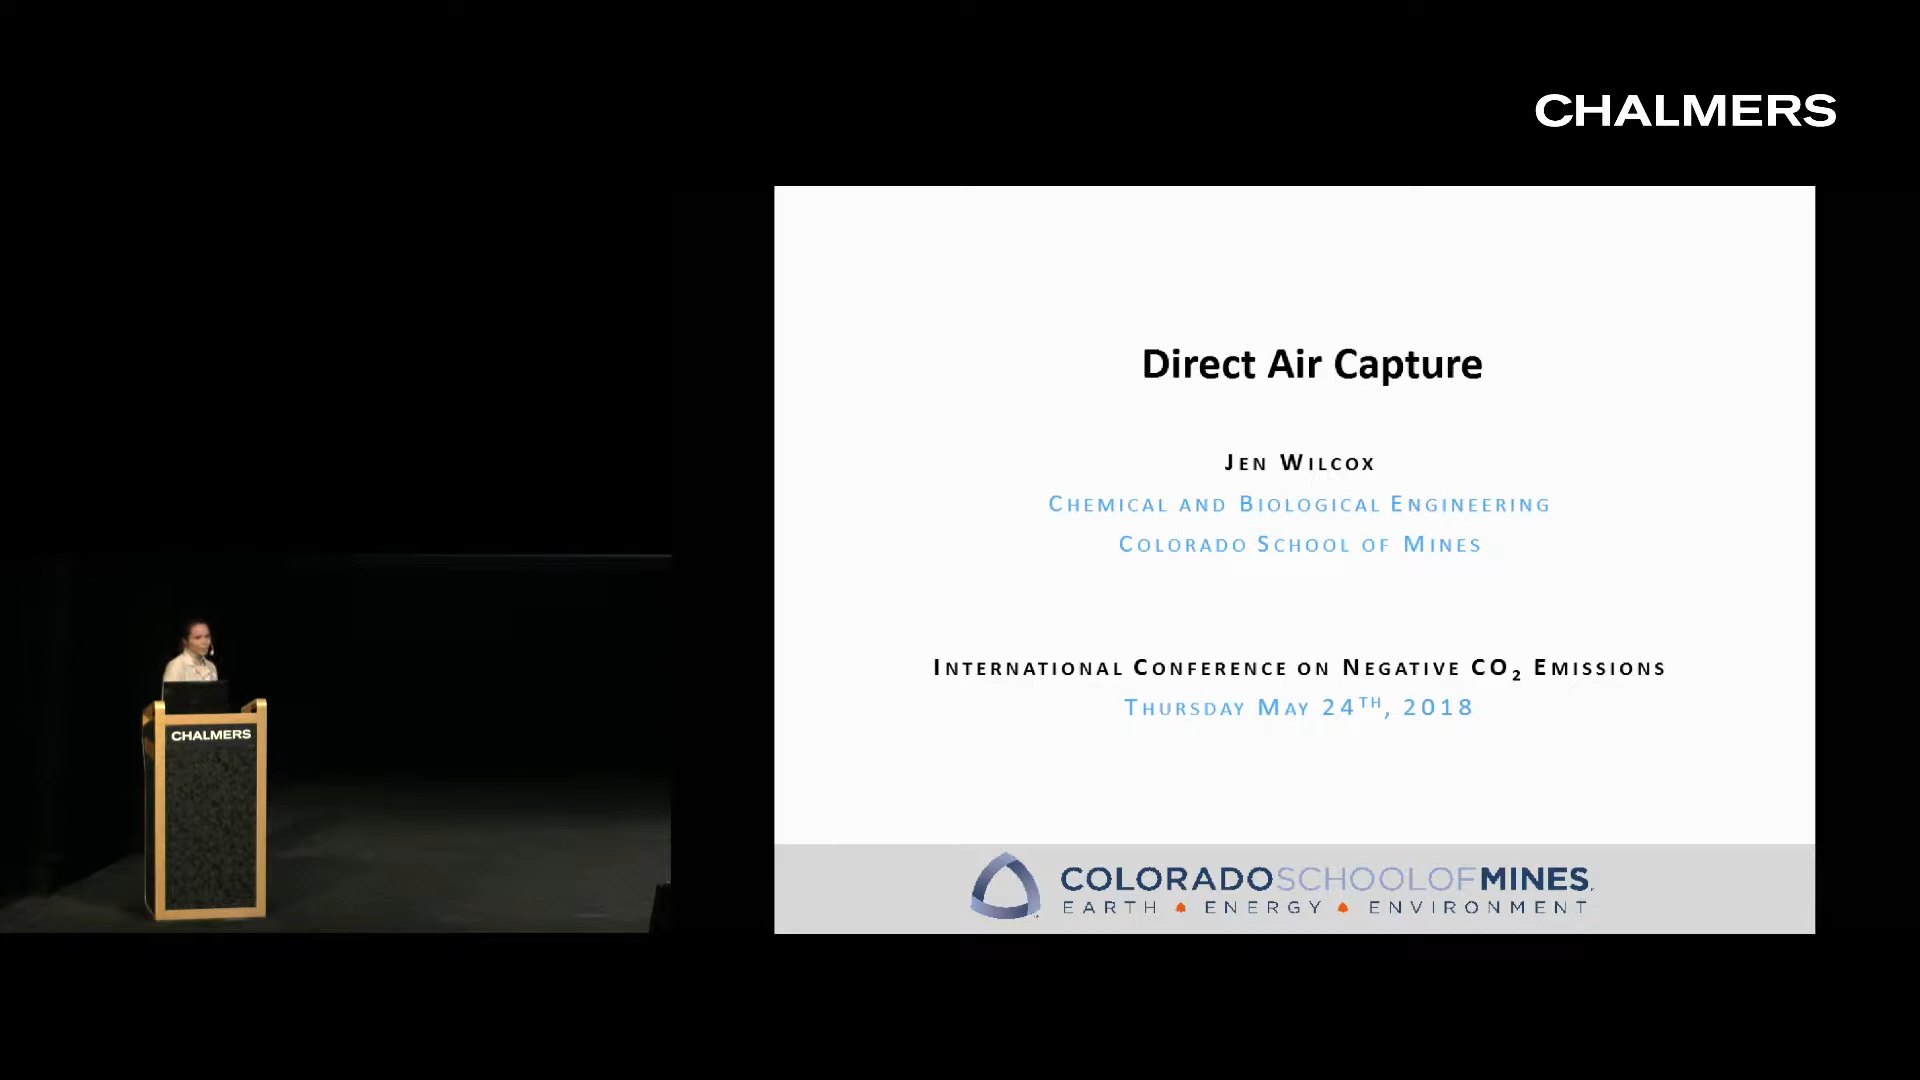 CHALMERS
Direct Air Capture
Jen Wilcox
Chemical and Biological Engineering
Colorado School of Mines
International Conference on Negative CO₂ Emissions
Thursday May 24th, 2018
COLORADOSCHOOLOFMINES
EARTH • ENERGY • ENVIRONMENT
CHALMERS